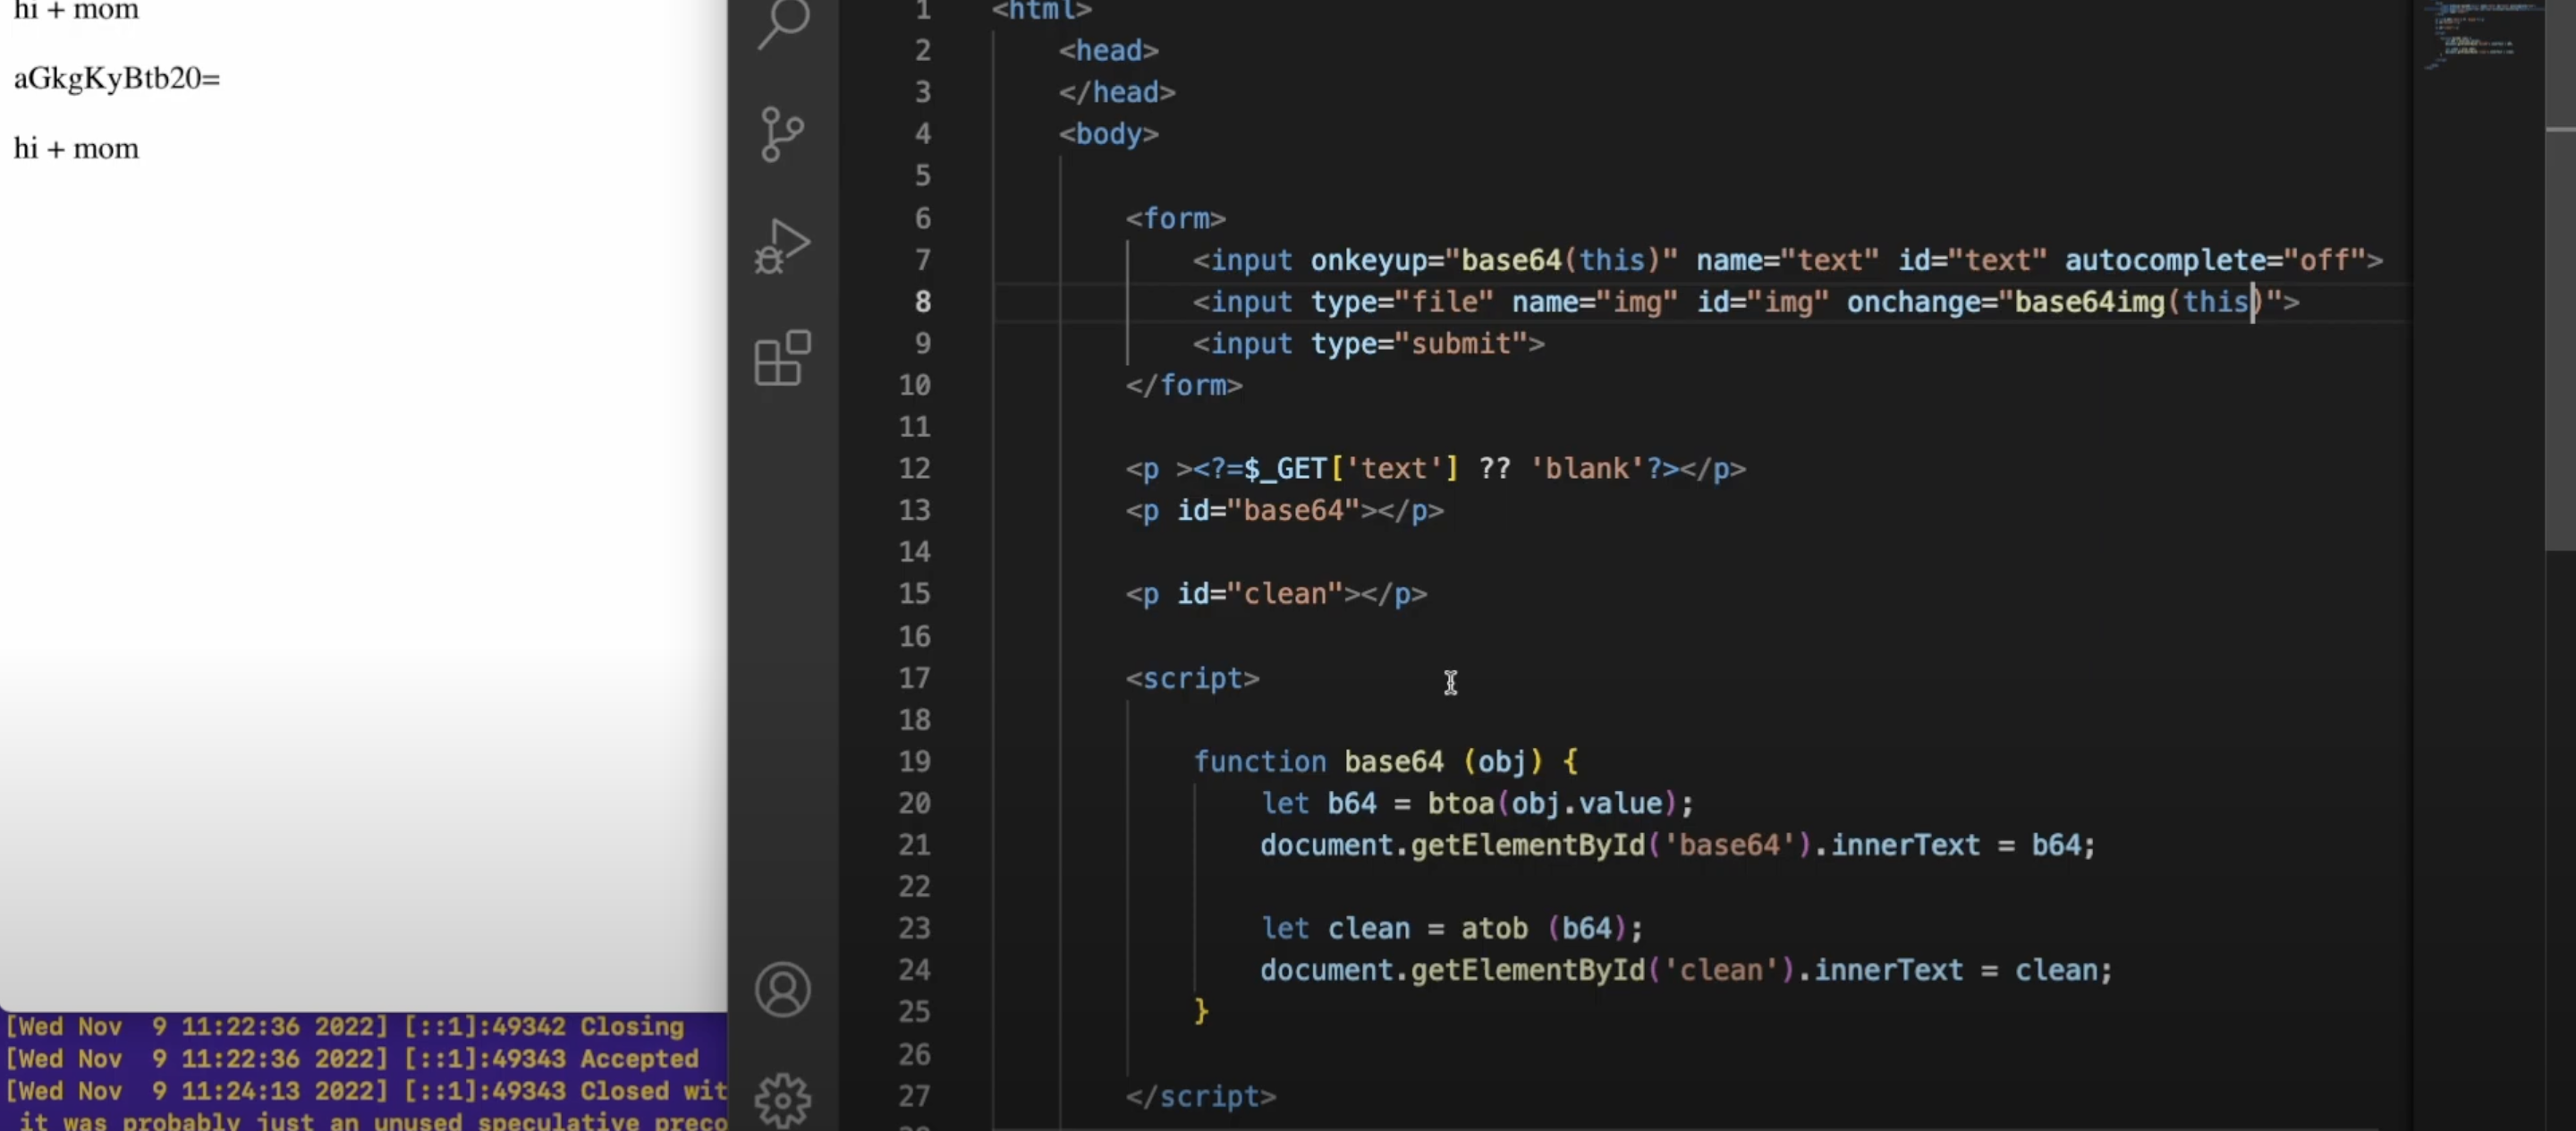 hi + mom
aGkgKyBtb20=
hi + mom
[Wed Nov  9 11:22:36 2022] [::1]:49342 Closing
[Wed Nov  9 11:22:36 2022] [::1]:49343 Accepted
[Wed Nov  9 11:24:13 2022] [::1]:49343 Closed wit
it was probably just an unused speculative preco
1 <html>
2 <head>
3 </head>
4 <body>
5
6 <form>
7 <input onkeyup="base64(this)" name="text" id="text" autocomplete="off">
8 <input type="file" name="img" id="img" onchange="base64img(this)">
9 <input type="submit">
10 </form>
11
12 <p ><?=$_GET['text'] ?? 'blank'?></p>
13 <p id="base64"></p>
14
15 <p id="clean"></p>
16
17 <script>
18
19 function base64 (obj) {
20 let b64 = btoa(obj.value);
21 document.getElementById('base64').innerText = b64;
22
23 let clean = atob (b64);
24 document.getElementById('clean').innerText = clean;
25 }
26
27 </script>